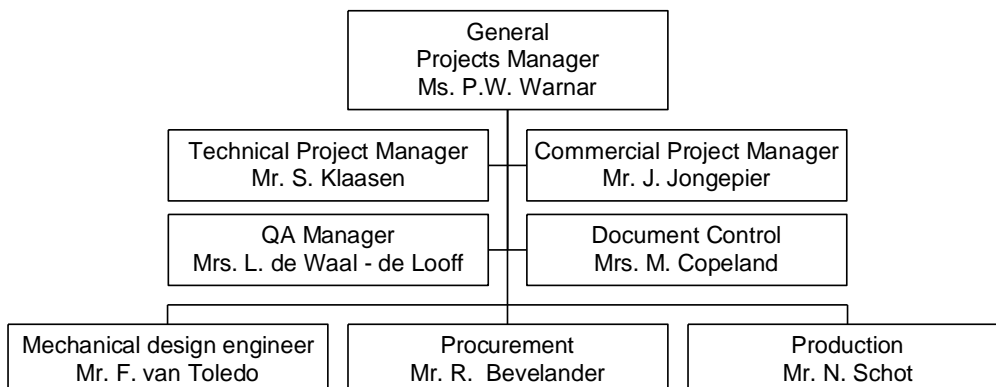 General
Projects Manager
Ms. P.W. Warnar
Technical Project Manager
Mr. S. Klaasen
Commercial Project Manager
Mr. J. Jongepier
QA Manager
Mrs. L. de Waal - de Looff
Document Control
Mrs. M. Copeland
Mechanical design engineer
Mr. F. van Toledo
Procurement
Mr. R.  Bevelander
Production
Mr. N. Schot